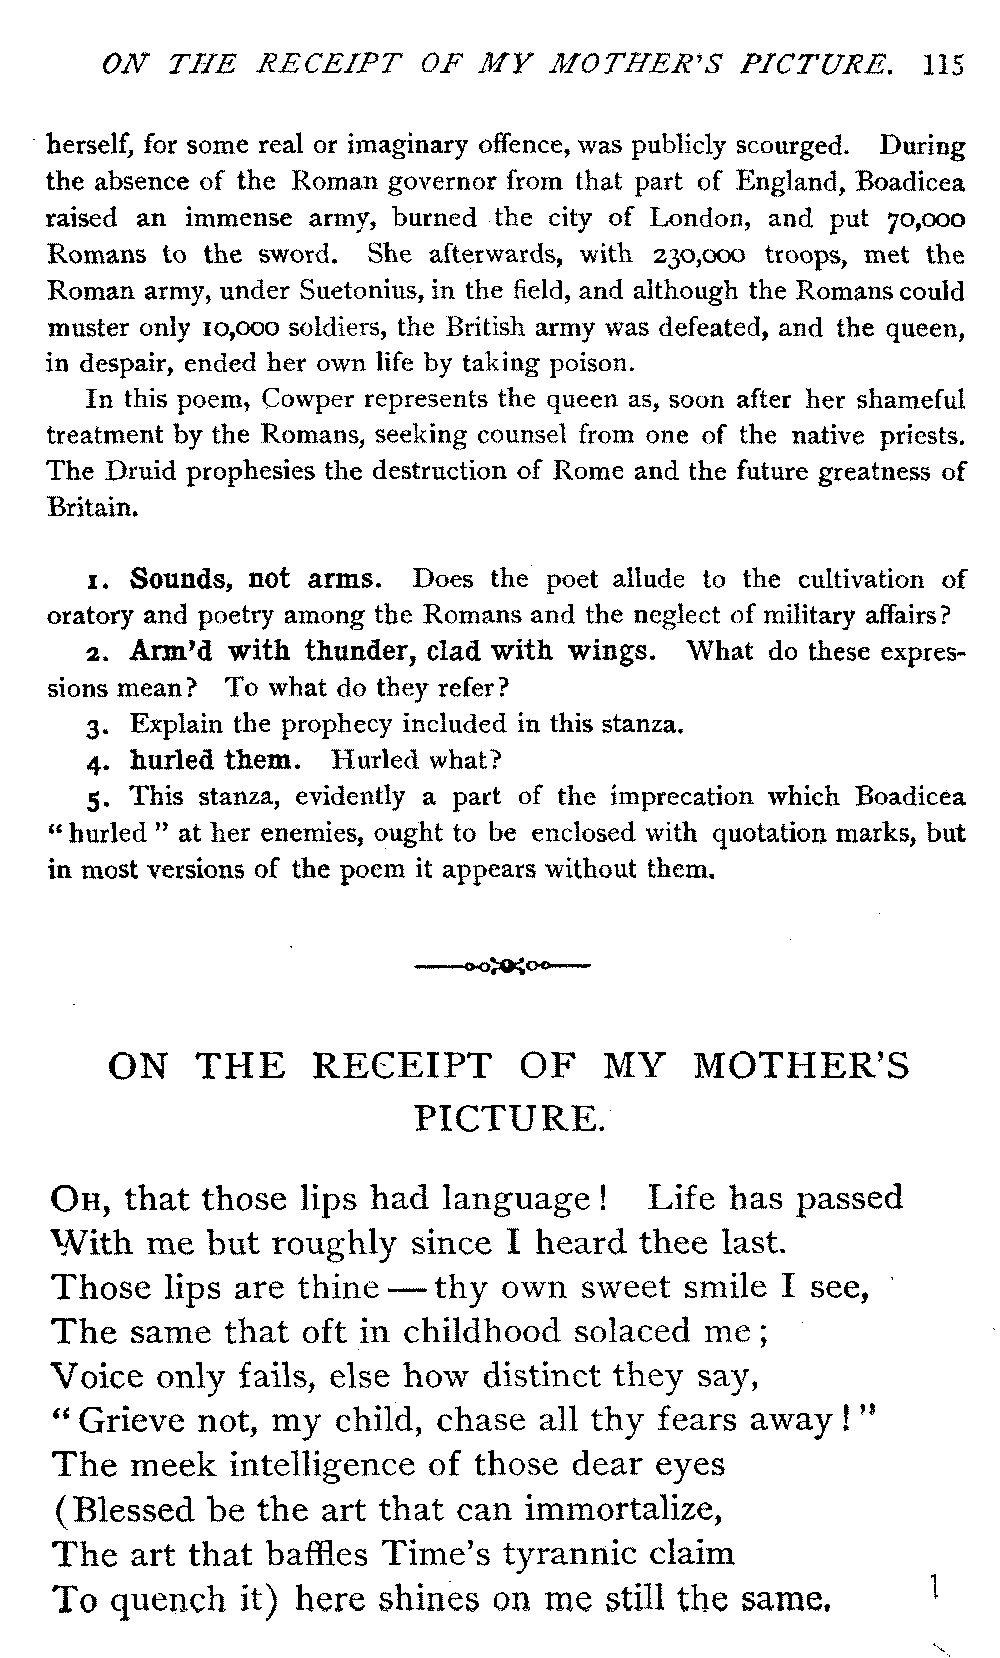 ON THE RECEIPT OF MY MOTHER'S PICTURE. 115
herself, for some real or imaginary offence, was publicly scourged. During
the absence of the Roman governor from that part of England, Boadicea
raised an immense army, burned the city of London, and put 70,000
Romans to the sword. She afterwards, with 230,000 troops, met the
Roman army, under Suetonius, in the field, and although the Romans could
muster only 10,000 soldiers, the British army was defeated, and the queen,
in despair, ended her own life by taking poison.
In this poem, Cowper represents the queen as, soon after her shameful
treatment by the Romans, seeking counsel from one of the native priests.
The Druid prophesies the destruction of Rome and the future greatness of
Britain.
1. Sounds, not arms. Does the poet allude to the cultivation of
oratory and poetry among the Romans and the neglect of military affairs?
2. Arm'd with thunder, clad with wings. What do these expres-
sions mean? To what do they refer?
3. Explain the prophecy included in this stanza.
4. hurled them. Hurled what?
5. This stanza, evidently a part of the imprecation which Boadicea
"hurled" at her enemies, ought to be enclosed with quotation marks, but
in most versions of the poem it appears without them.
ON THE RECEIPT OF MY MOTHER'S
PICTURE.
OH, that those lips had language! Life has passed
With me but roughly since I heard thee last.
Those lips are thine — thy own sweet smile I see,
The same that oft in childhood solaced me;
Voice only fails, else how distinct they say,
"Grieve not, my child, chase all thy fears away!"
The meek intelligence of those dear eyes
(Blessed be the art that can immortalize,
The art that baffles Time's tyrannic claim
To quench it) here shines on me still the same.